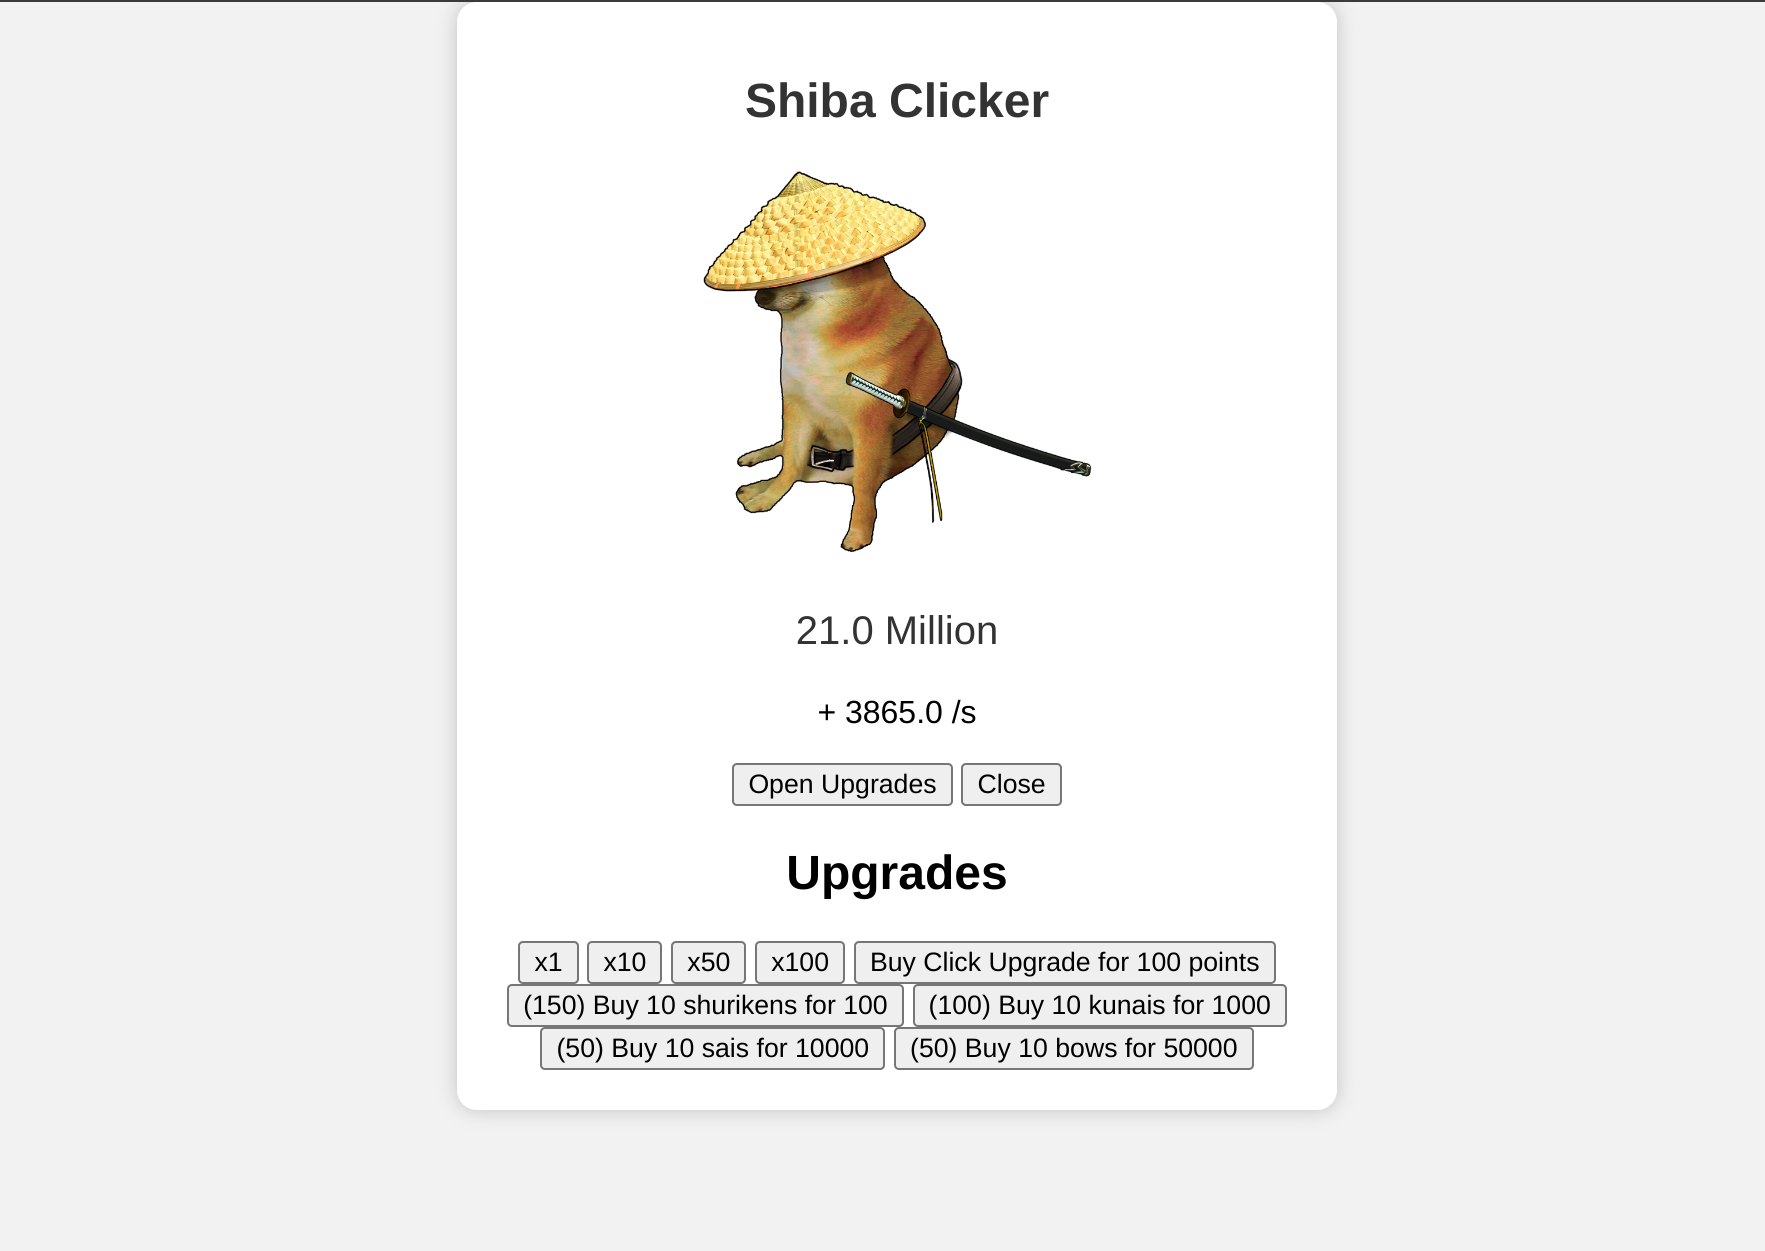 Shiba Clicker
21.0 Million
+ 3865.0 /s
Open Upgrades Close
Upgrades
x1 x10 x50 x100 Buy Click Upgrade for 100 points
(150) Buy 10 shurikens for 100 (100) Buy 10 kunais for 1000
(50) Buy 10 sais for 10000 (50) Buy 10 bows for 50000